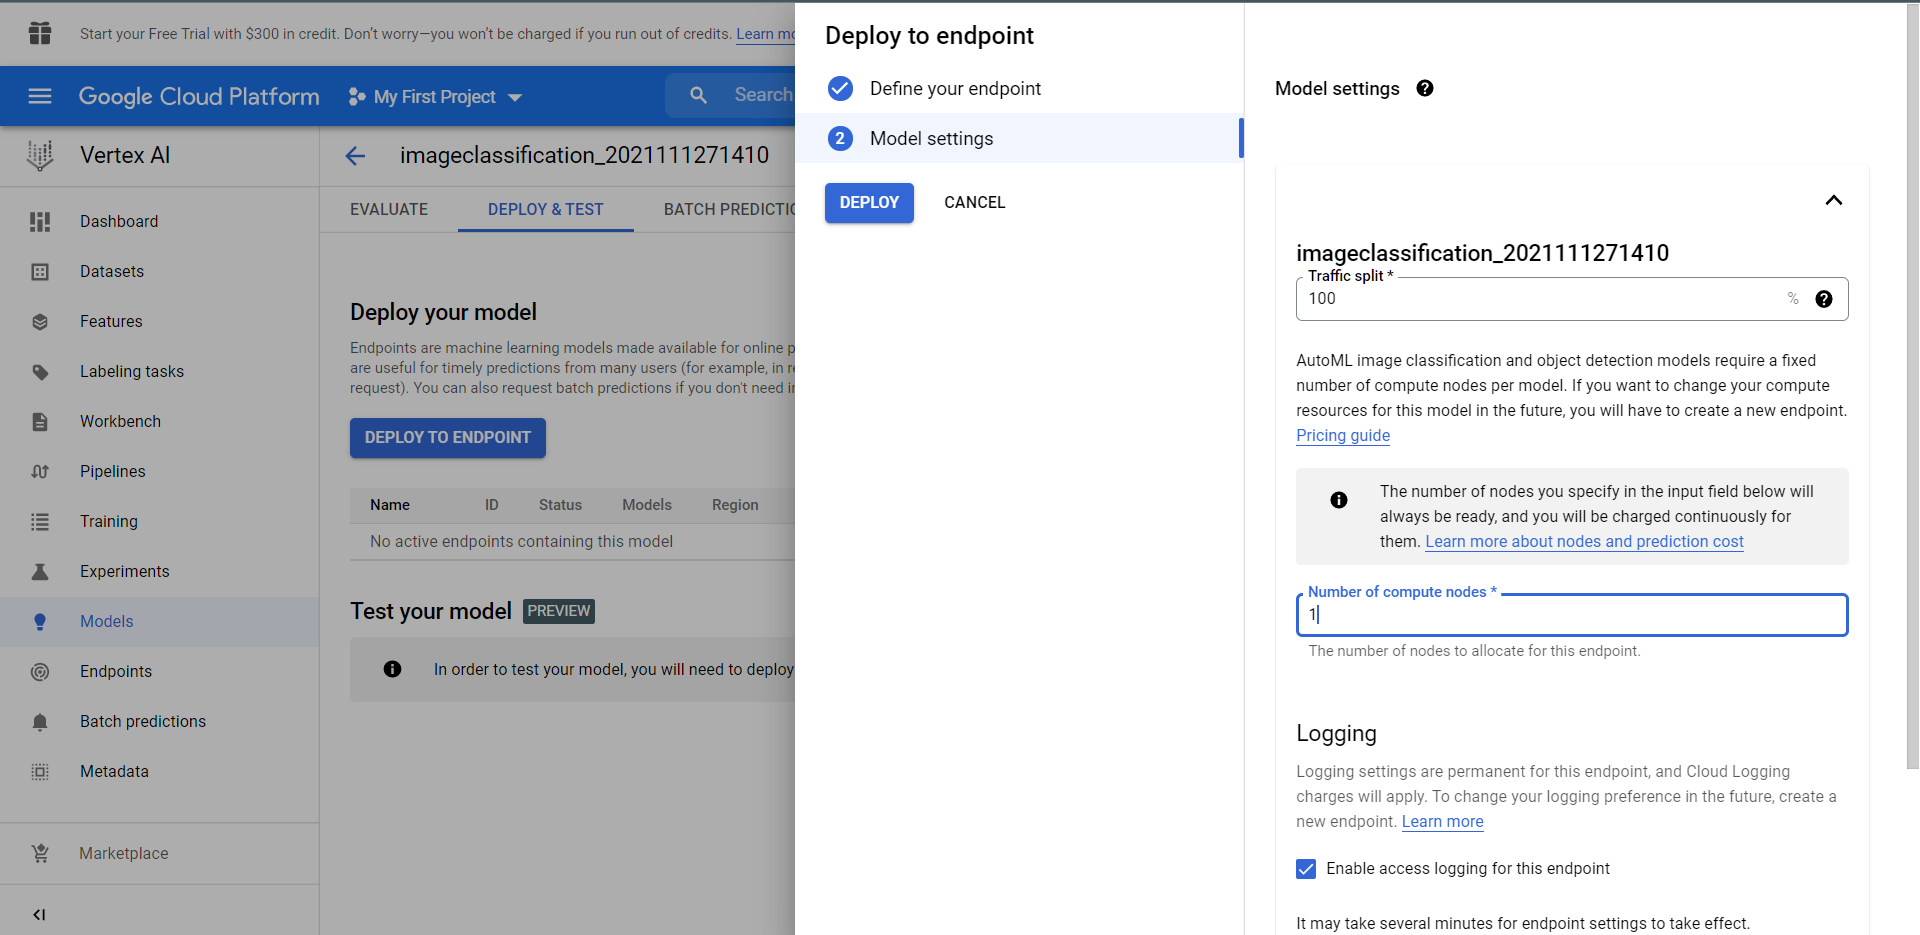 Start your Free Trial with $300 in credit. Don't worry—you won't be charged if you run out of credits. Learn mo
Google Cloud Platform
My First Project
Search
Vertex AI
Dashboard
Datasets
Features
Labeling tasks
Workbench
Pipelines
Training
Experiments
Models
Endpoints
Batch predictions
Metadata
Marketplace
imageclassification_2021111271410
EVALUATE DEPLOY & TEST BATCH PREDICTIO
Deploy your model
Endpoints are machine learning models made available for online p
are useful for timely predictions from many users (for example, in re
request). You can also request batch predictions if you don't need in
DEPLOY TO ENDPOINT
Name ID Status Models Region
No active endpoints containing this model
Test your model PREVIEW
In order to test your model, you will need to deploy
Deploy to endpoint
Define your endpoint
2 Model settings
DEPLOY CANCEL
Model settings
imageclassification_2021111271410
Traffic split *
100 %
AutoML image classification and object detection models require a fixed
number of compute nodes per model. If you want to change your compute
resources for this model in the future, you will have to create a new endpoint.
Pricing guide
The number of nodes you specify in the input field below will
always be ready, and you will be charged continuously for
them. Learn more about nodes and prediction cost
Number of compute nodes *
1
The number of nodes to allocate for this endpoint.
Logging
Logging settings are permanent for this endpoint, and Cloud Logging
charges will apply. To change your logging preference in the future, create a
new endpoint. Learn more
Enable access logging for this endpoint
It may take several minutes for endpoint settings to take effect.